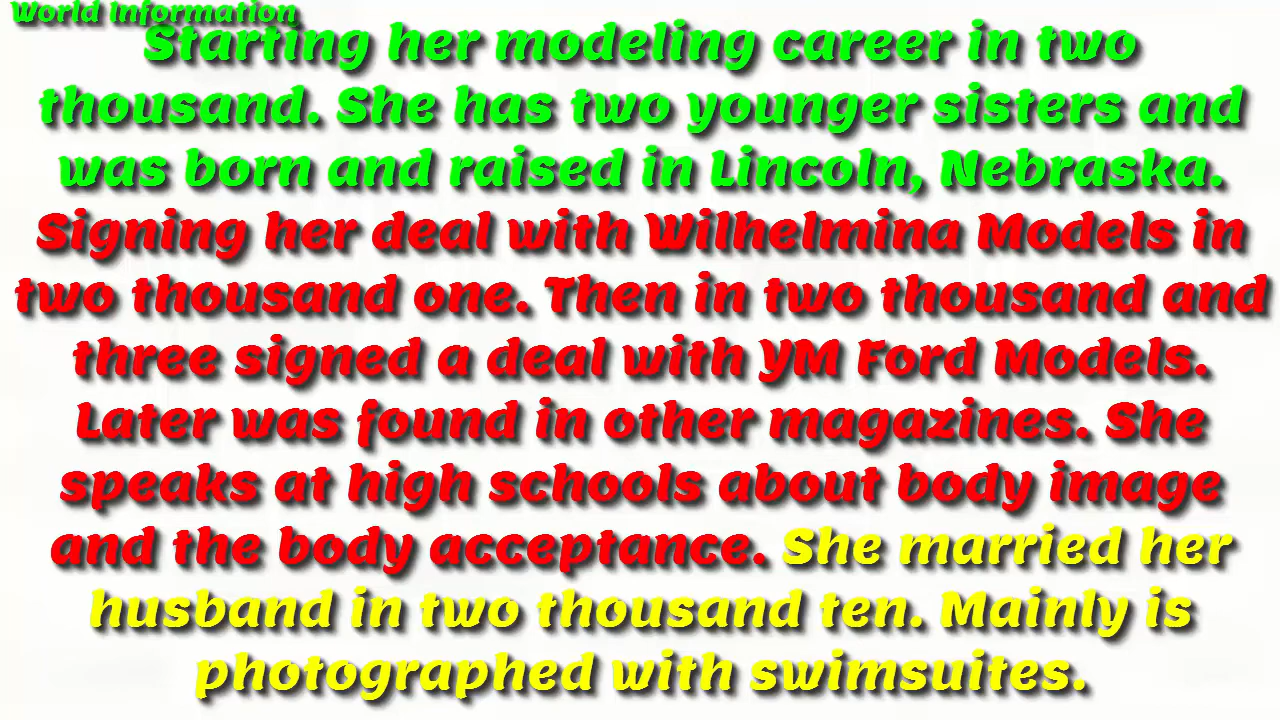 World Information
Starting her modeling career in two
thousand. She has two younger sisters and
was born and raised in Lincoln, Nebraska.
Signing her deal with Wilhelmina Models in
two thousand one. Then in two thousand and
three signed a deal with YM Ford Models.
Later was found in other magazines. She
speaks at high schools about body image
and the body acceptance. She married her
husband in two thousand ten. Mainly is
photographed with swimsuites.